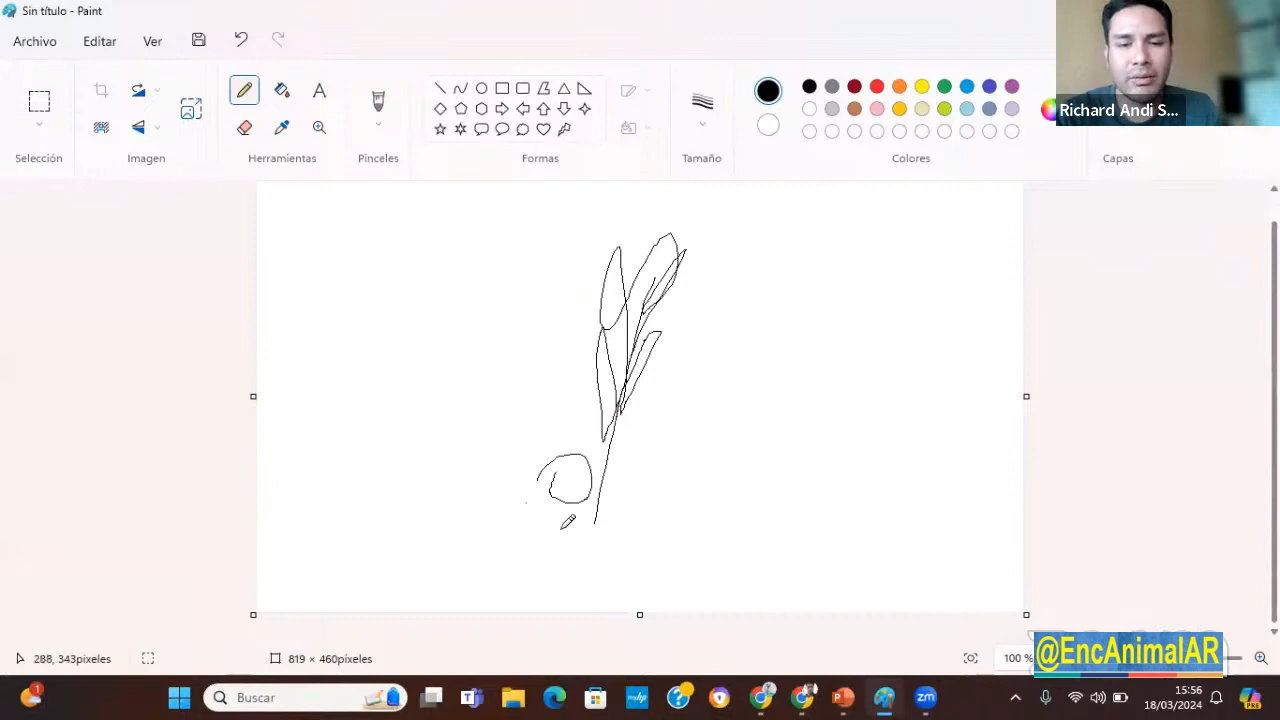 Sin título - Paint
Archivo Editar Ver
Richard Andi S...
Selección Imagen Herramientas Pinceles Formas Tamaño Colores Capas
288, 343píxeles 819 × 460píxeles 100 %
@EncAnimalAR
1 Buscar 15:56
18/03/2024